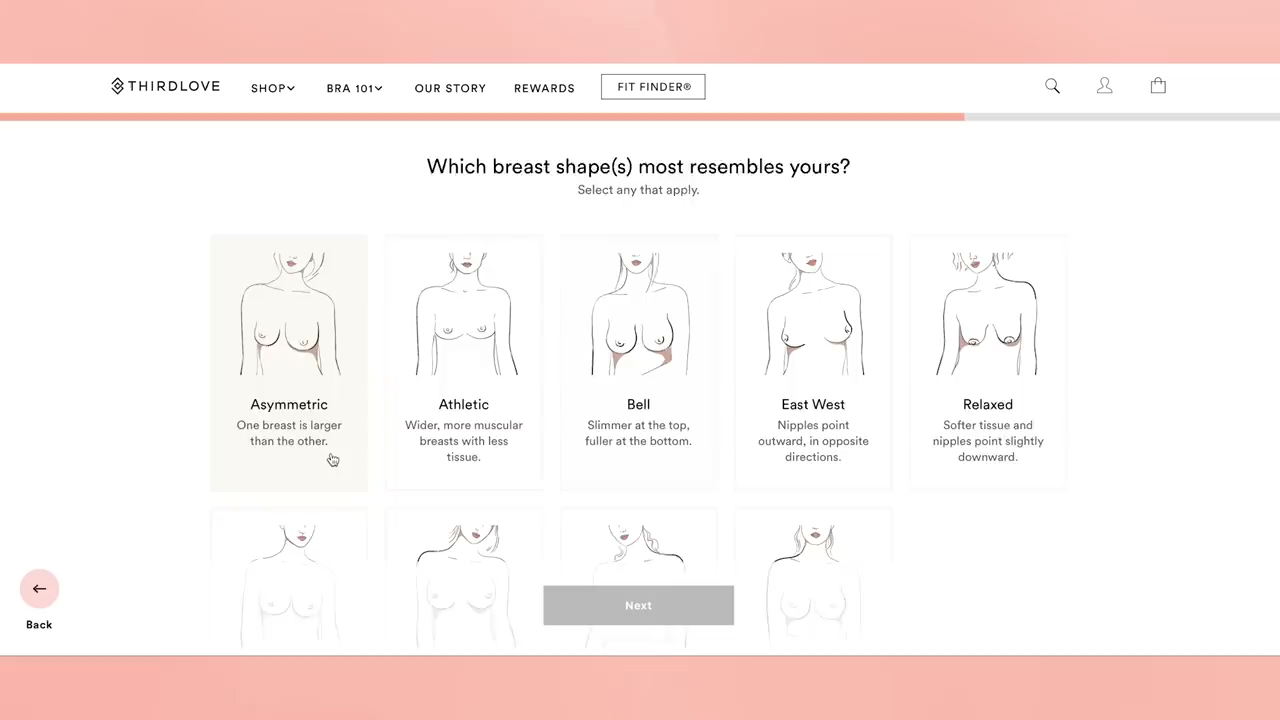 THIRDLOVE SHOP BRA 101 OUR STORY REWARDS FIT FINDER®
Which breast shape(s) most resembles yours?
Select any that apply.
Asymmetric
One breast is larger
than the other.
Athletic
Wider, more muscular
breasts with less
tissue.
Bell
Slimmer at the top,
fuller at the bottom.
East West
Nipples point
outward, in opposite
directions.
Relaxed
Softer tissue and
nipples point slightly
downward.
Next
Back